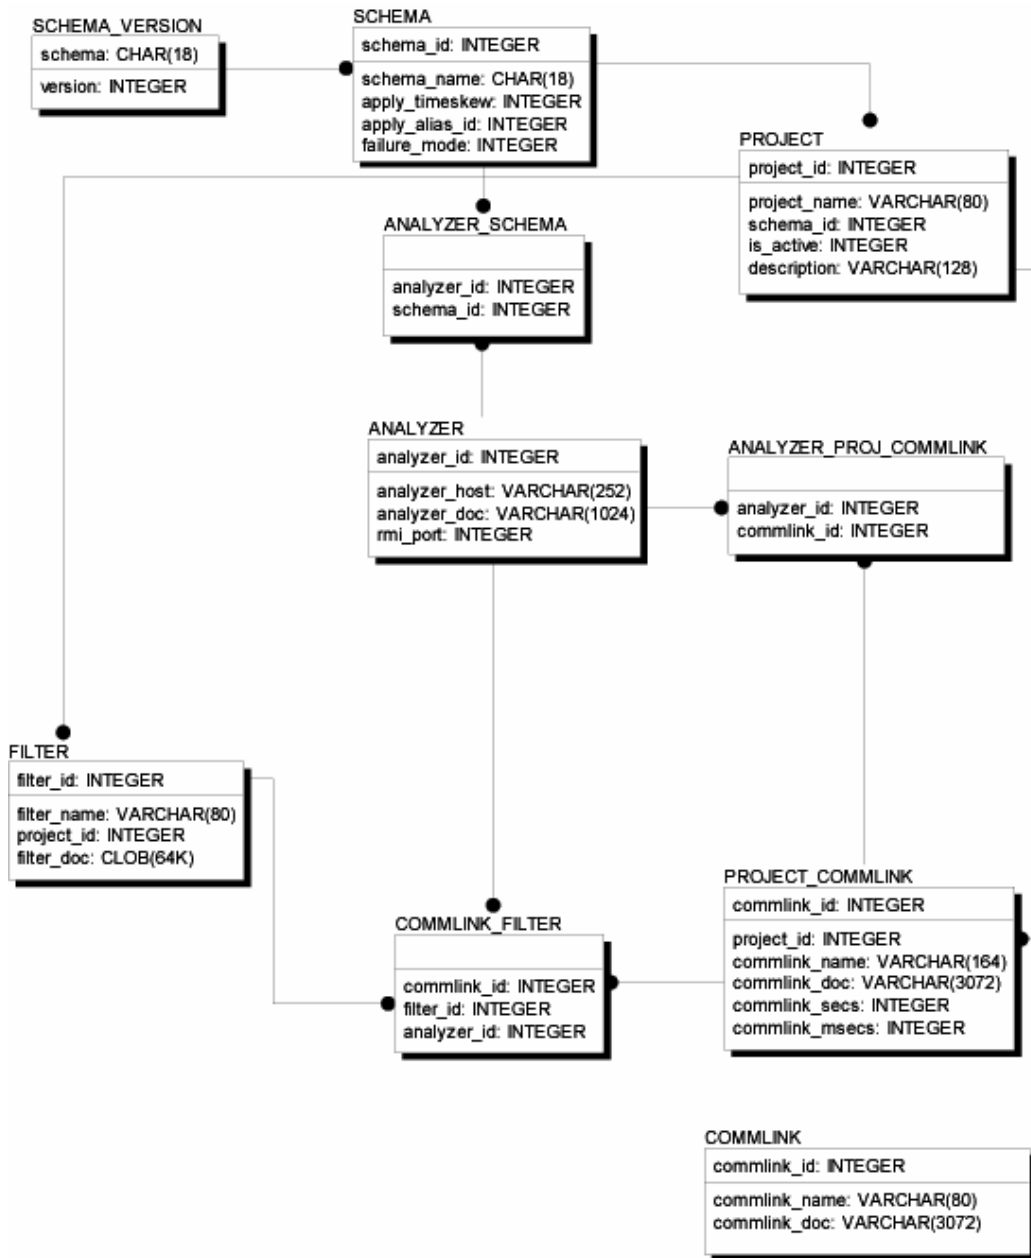 SCHEMA_VERSION
schema: CHAR(18)
version: INTEGER
SCHEMA
schema_id: INTEGER
schema_name: CHAR(18)
apply_timeskew: INTEGER
apply_alias_id: INTEGER
failure_mode: INTEGER
PROJECT
project_id: INTEGER
project_name: VARCHAR(80)
schema_id: INTEGER
is_active: INTEGER
description: VARCHAR(128)
ANALYZER_SCHEMA
analyzer_id: INTEGER
schema_id: INTEGER
ANALYZER
analyzer_id: INTEGER
analyzer_host: VARCHAR(252)
analyzer_doc: VARCHAR(1024)
rmi_port: INTEGER
ANALYZER_PROJ_COMMLINK
analyzer_id: INTEGER
commlink_id: INTEGER
FILTER
filter_id: INTEGER
filter_name: VARCHAR(80)
project_id: INTEGER
filter_doc: CLOB(64K)
COMMLINK_FILTER
commlink_id: INTEGER
filter_id: INTEGER
analyzer_id: INTEGER
PROJECT_COMMLINK
commlink_id: INTEGER
project_id: INTEGER
commlink_name: VARCHAR(164)
commlink_doc: VARCHAR(3072)
commlink_secs: INTEGER
commlink_msecs: INTEGER
COMMLINK
commlink_id: INTEGER
commlink_name: VARCHAR(80)
commlink_doc: VARCHAR(3072)